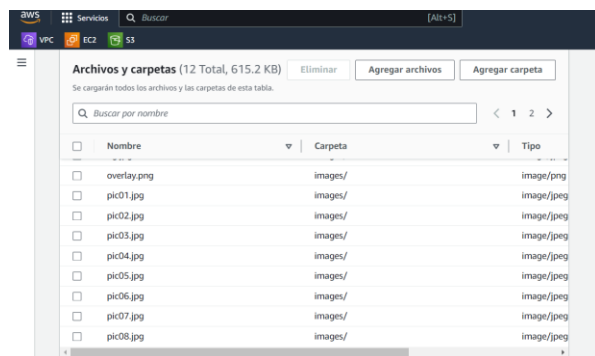 aws Servicios Buscar [Alt+S]
VPC EC2 S3
Archivos y carpetas (12 Total, 615.2 KB) Eliminar Agregar archivos Agregar carpeta
Se cargarán todos los archivos y las carpetas de esta tabla.
Buscar por nombre 1 2
Nombre Carpeta Tipo
overlay.png images/ image/png
pic01.jpg images/ image/jpeg
pic02.jpg images/ image/jpeg
pic03.jpg images/ image/jpeg
pic04.jpg images/ image/jpeg
pic05.jpg images/ image/jpeg
pic06.jpg images/ image/jpeg
pic07.jpg images/ image/jpeg
pic08.jpg images/ image/jpeg